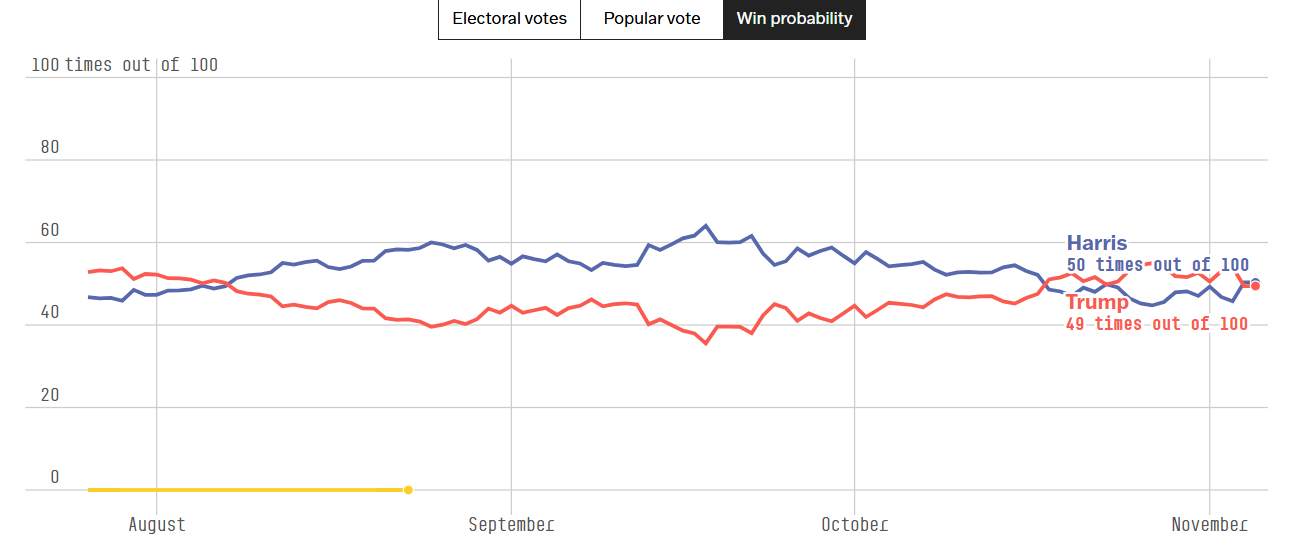 Electoral votes Popular vote Win probability
100 times out of 100
80
60
Harris
50 times out of 100
Trump
40
49 times out of 100
20
0
August September October November